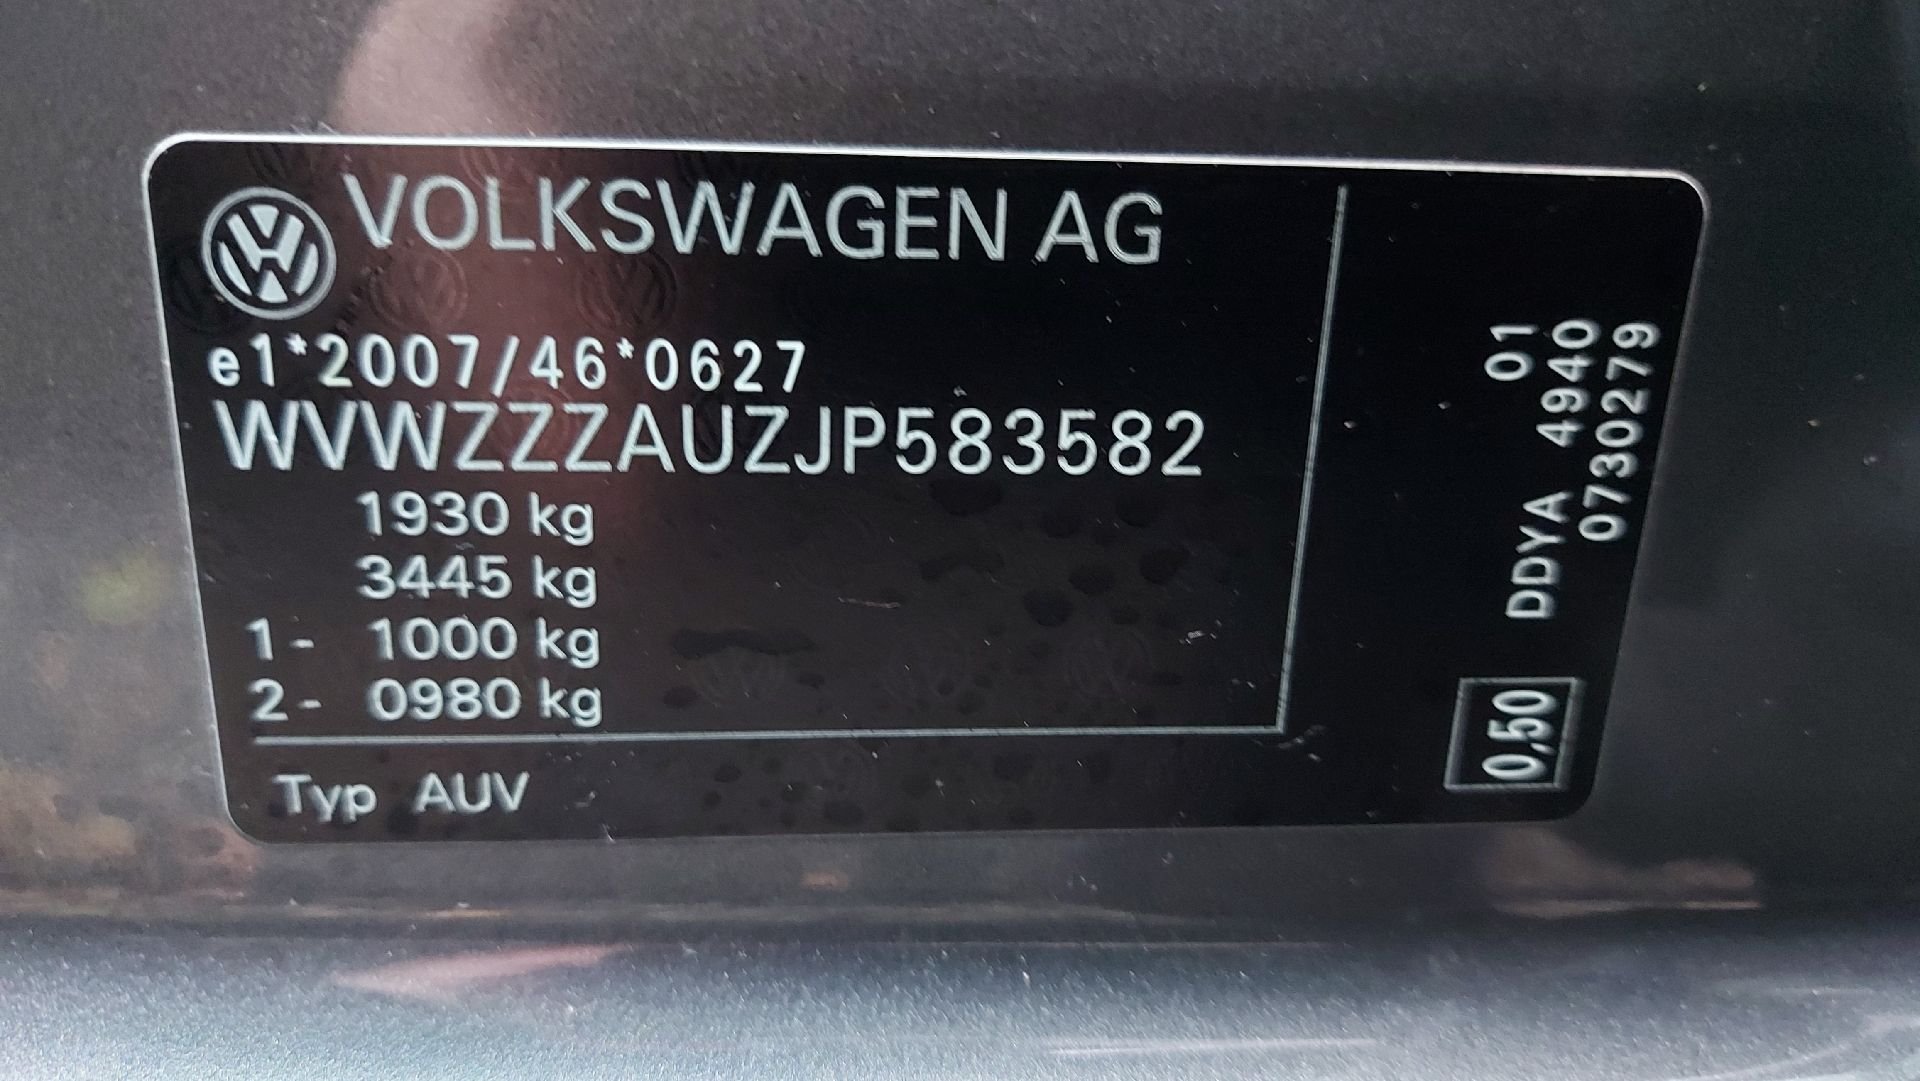 VOLKSWAGEN AG
e1*2007/46*0627
WVWZZZAUZJP583582
1930 kg
3445 kg
1- 1000 kg
2- 0980 kg
Typ AUV
01
DDYA 4940
0730279
0,50